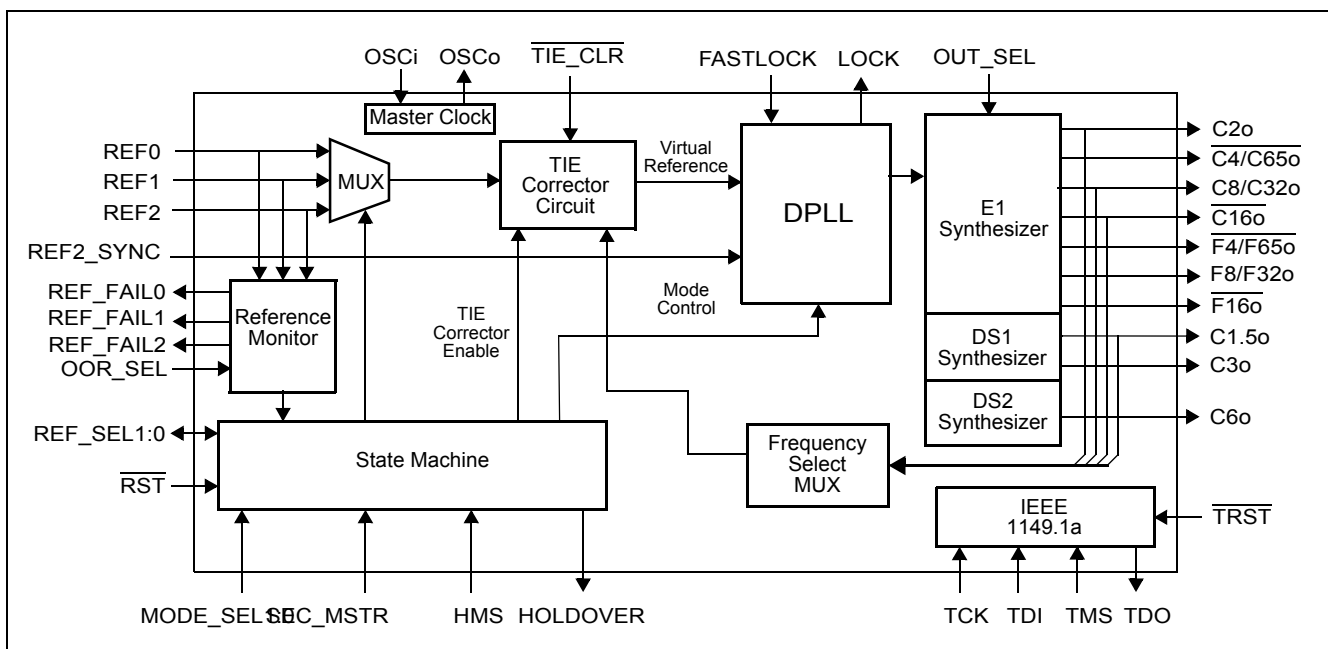 OSCi
OSCo
TIE_CLR
FASTLOCK
LOCK
OUT_SEL
Master Clock
REF0
REF1
REF2
REF2_SYNC
MUX
TIE
Corrector
Circuit
Virtual
Reference
DPLL
E1
Synthesizer
C2o
C4/C65o
C8/C32o
C16o
F4/F65o
F8/F32o
F16o
REF_FAIL0
REF_FAIL1
REF_FAIL2
OOR_SEL
Reference
Monitor
TIE
Corrector
Enable
Mode
Control
DS1
Synthesizer
C1.5o
C3o
DS2
Synthesizer
C6o
REF_SEL1:0
RST
State Machine
Frequency
Select
MUX
IEEE
1149.1a
TRST
MODE_SEL1:0
SEC_MSTR
HMS
HOLDOVER
TCK
TDI
TMS
TDO